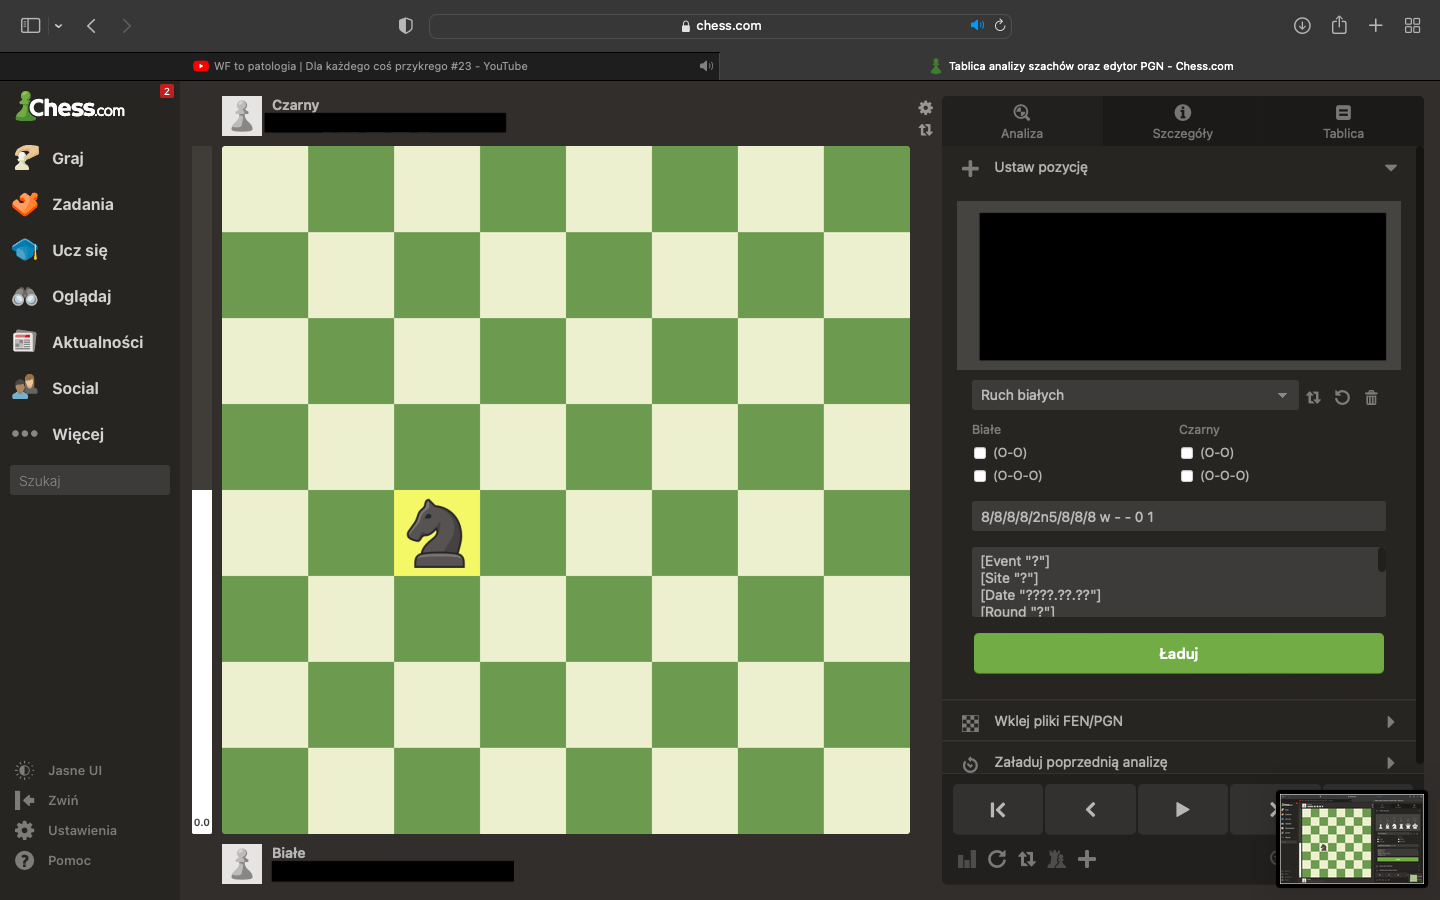 chess.com
WF to patologia | Dla każdego coś przykrego #23 - YouTube
Tablica analizy szachów oraz edytor PGN - Chess.com
Chess.com
2
Graj
Zadania
Ucz się
Oglądaj
Aktualności
Social
Więcej
Szukaj
Jasne UI
Zwiń
Ustawienia
Pomoc
Czarny
0.0
Białe
Analiza
Szczegóły
Tablica
Ustaw pozycję
Ruch białych
Białe
Czarny
(O-O)
(O-O)
(O-O-O)
(O-O-O)
8/8/8/8/2n5/8/8/8 w - - 0 1
[Event "?"]
[Site "?"]
[Date "????.??.??"]
[Round "?"]
Ładuj
Wklej pliki FEN/PGN
Załaduj poprzednią analizę